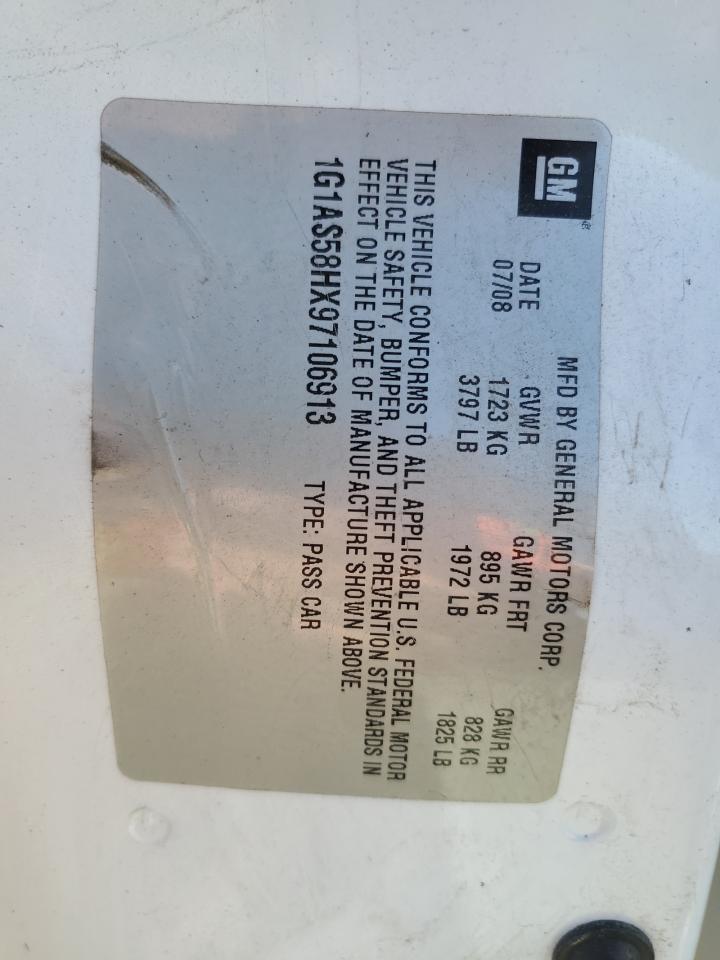 GM
MFD BY GENERAL MOTORS CORP.
DATE GVWR GAWR FRT GAWR RR
07/08 1723 KG 895 KG 828 KG
3797 LB 1972 LB 1825 LB
THIS VEHICLE CONFORMS TO ALL APPLICABLE U.S. FEDERAL MOTOR
VEHICLE SAFETY, BUMPER, AND THEFT PREVENTION STANDARDS IN
EFFECT ON THE DATE OF MANUFACTURE SHOWN ABOVE.
1G1AS58HX97106913 TYPE: PASS CAR